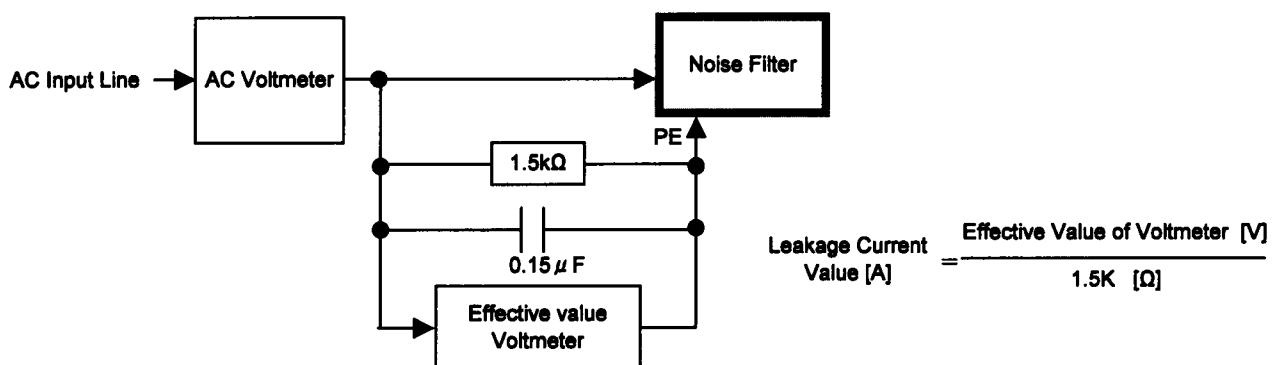 AC Input Line
AC Voltmeter
Noise Filter
PE
1.5kΩ
0.15μF
Effective value
Voltmeter
Leakage Current
Value [A]
=
Effective Value of Voltmeter [V]
1.5K [Ω]